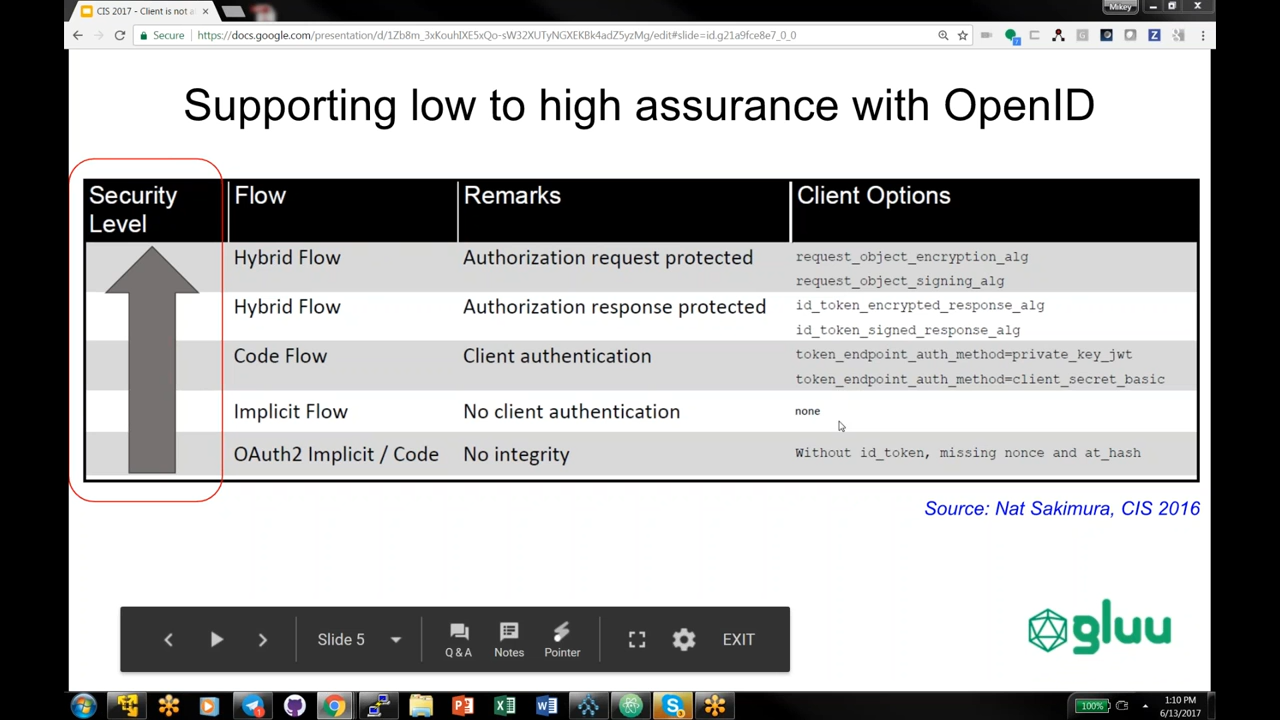 CIS 2017 - Client is not a
Mikey
Secure
https://docs.google.com/presentation/d/1Zb8m_3xKouhIXE5xQo-sW32XUTyNGXEKBk4adZ5yzMg/edit#slide=id.g21a9fce8e7_0_0
Supporting low to high assurance with OpenID
Security Level
Flow
Remarks
Client Options
Hybrid Flow
Authorization request protected
request_object_encryption_alg
request_object_signing_alg
Hybrid Flow
Authorization response protected
id_token_encrypted_response_alg
id_token_signed_response_alg
Code Flow
Client authentication
token_endpoint_auth_method=private_key_jwt
token_endpoint_auth_method=client_secret_basic
Implicit Flow
No client authentication
none
OAuth2 Implicit / Code
No integrity
Without id_token, missing nonce and at_hash
Source: Nat Sakimura, CIS 2016
gluu
Slide 5
Q & A
Notes
Pointer
EXIT
100%
1:10 PM
6/13/2017